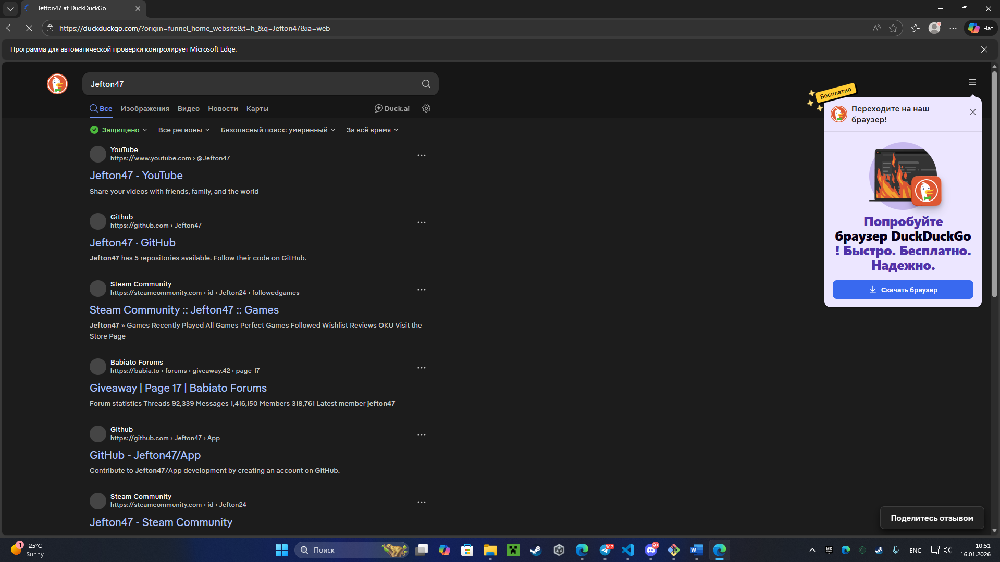 Jefton47 at DuckDuckGo
https://duckduckgo.com/?origin=funnel_home_website&t=h_&q=Jefton47&ia=web
Чат
Программа для автоматической проверки контролирует Microsoft Edge.
Jefton47
Все
Изображения
Видео
Новости
Карты
Duck.ai
Защищено
Все регионы
Безопасный поиск: умеренный
За всё время
YouTube
https://www.youtube.com › @Jefton47
Jefton47 - YouTube
Share your videos with friends, family, and the world
Github
https://github.com › Jefton47
Jefton47 · GitHub
Jefton47 has 5 repositories available. Follow their code on GitHub.
Steam Community
https://steamcommunity.com › id › Jefton24 › followedgames
Steam Community :: Jefton47 :: Games
Jefton47 » Games Recently Played All Games Perfect Games Followed Wishlist Reviews OKU Visit the
Store Page
Babiato Forums
https://babia.to › forums › giveaway.42 › page-17
Giveaway | Page 17 | Babiato Forums
Forum statistics Threads 92,339 Messages 1,416,150 Members 318,761 Latest member jefton47
Github
https://github.com › Jefton47 › App
GitHub - Jefton47/App
Contribute to Jefton47/App development by creating an account on GitHub.
Steam Community
https://steamcommunity.com › id › Jefton24
Jefton47 - Steam Community
Бесплатно
Переходите на наш
браузер!
Попробуйте
браузер DuckDuckGo
! Быстро. Бесплатно.
Надежно.
Скачать браузер
Поделитесь отзывом
1
-25°C
Sunny
Поиск
307
9+
EPIC
ENG
10:51
16.01.2026